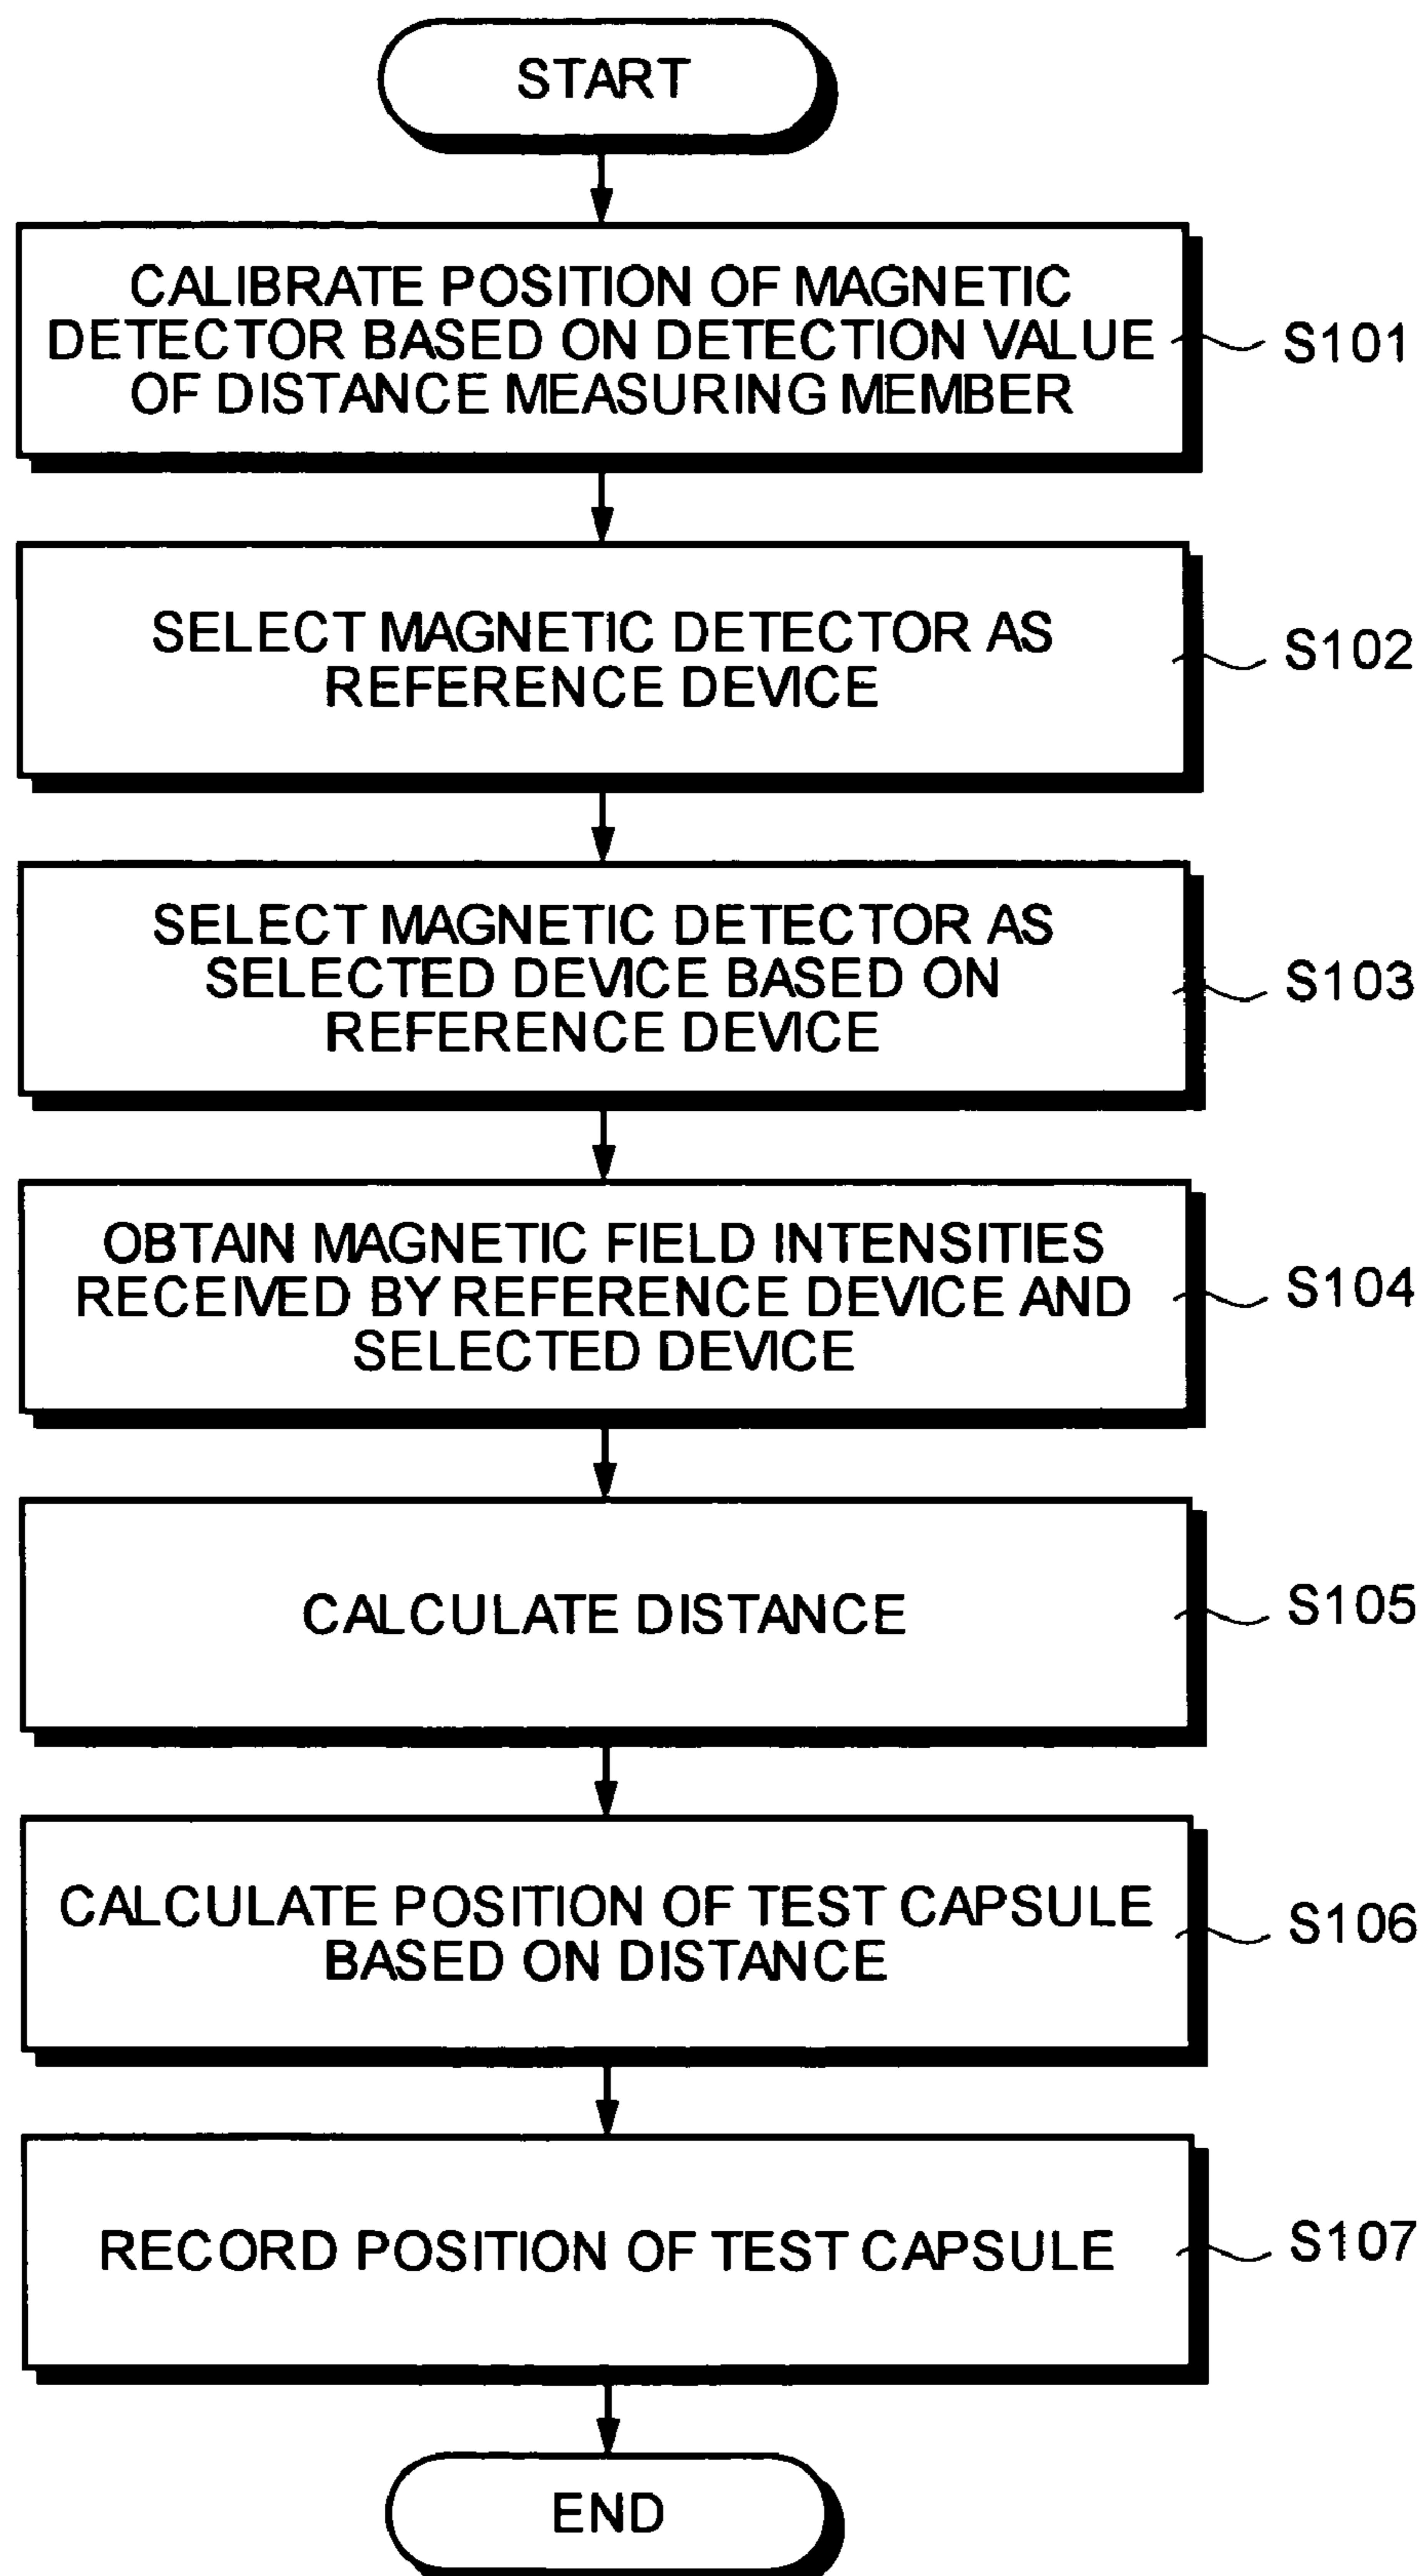 START
CALIBRATE POSITION OF MAGNETIC
DETECTOR BASED ON DETECTION VALUE
OF DISTANCE MEASURING MEMBER
S101
SELECT MAGNETIC DETECTOR AS
REFERENCE DEVICE
S102
SELECT MAGNETIC DETECTOR AS
SELECTED DEVICE BASED ON
REFERENCE DEVICE
S103
OBTAIN MAGNETIC FIELD INTENSITIES
RECEIVED BY REFERENCE DEVICE AND
SELECTED DEVICE
S104
CALCULATE DISTANCE
S105
CALCULATE POSITION OF TEST CAPSULE
BASED ON DISTANCE
S106
RECORD POSITION OF TEST CAPSULE
S107
END